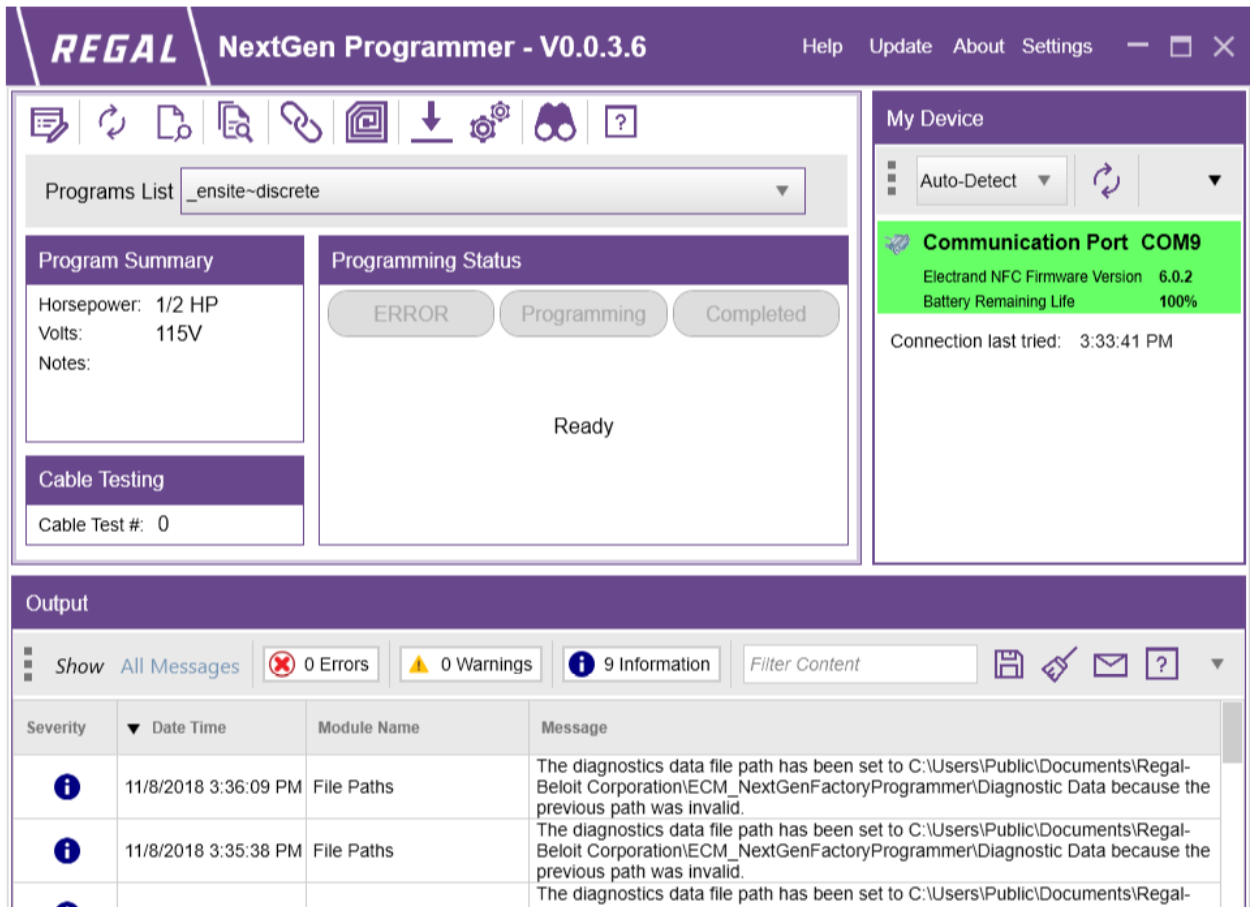 REGAL NextGen Programmer - V0.0.3.6 Help Update About Settings
My Device
Programs List _ensite~discrete
Auto-Detect
Communication Port COM9
Electrand NFC Firmware Version 6.0.2
Battery Remaining Life 100%
Connection last tried: 3:33:41 PM
Program Summary
Horsepower: 1/2 HP
Volts: 115V
Notes:
Programming Status
ERROR Programming Completed
Ready
Cable Testing
Cable Test #: 0
Output
Show All Messages 0 Errors 0 Warnings 9 Information Filter Content
Severity Date Time Module Name Message
11/8/2018 3:36:09 PM File Paths
The diagnostics data file path has been set to C:\Users\Public\Documents\Regal-
Beloit Corporation\ECM_NextGenFactoryProgrammer\Diagnostic Data because the
previous path was invalid.
11/8/2018 3:35:38 PM File Paths
The diagnostics data file path has been set to C:\Users\Public\Documents\Regal-
Beloit Corporation\ECM_NextGenFactoryProgrammer\Diagnostic Data because the
previous path was invalid.
The diagnostics data file path has been set to C:\Users\Public\Documents\Regal-